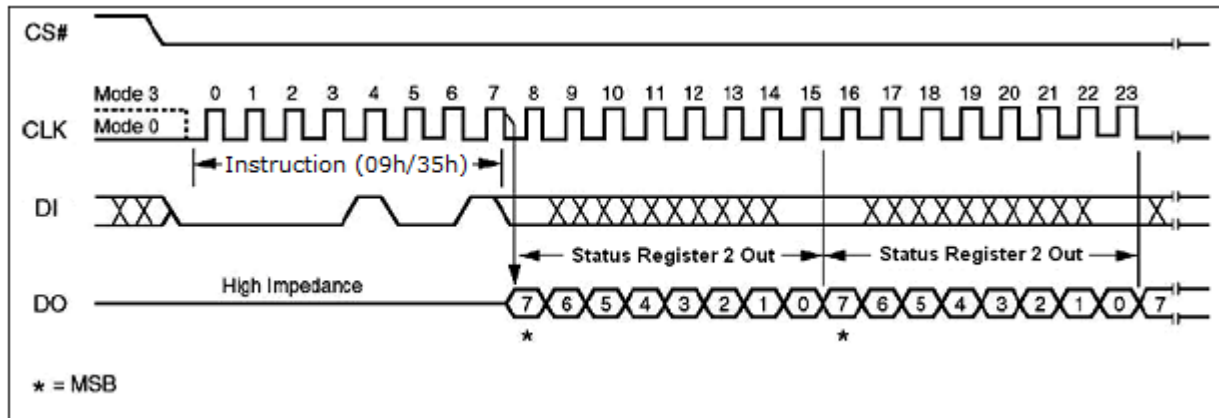 CS#
Mode 3
0 1 2 3 4 5 6 7 8 9 10 11 12 13 14 15 16 17 18 19 20 21 22 23
CLK
Mode 0
Instruction (09h/35h)
DI
Status Register 2 Out
Status Register 2 Out
High Impedance
DO
7 6 5 4 3 2 1 0 7 6 5 4 3 2 1 0 7
* *
* = MSB